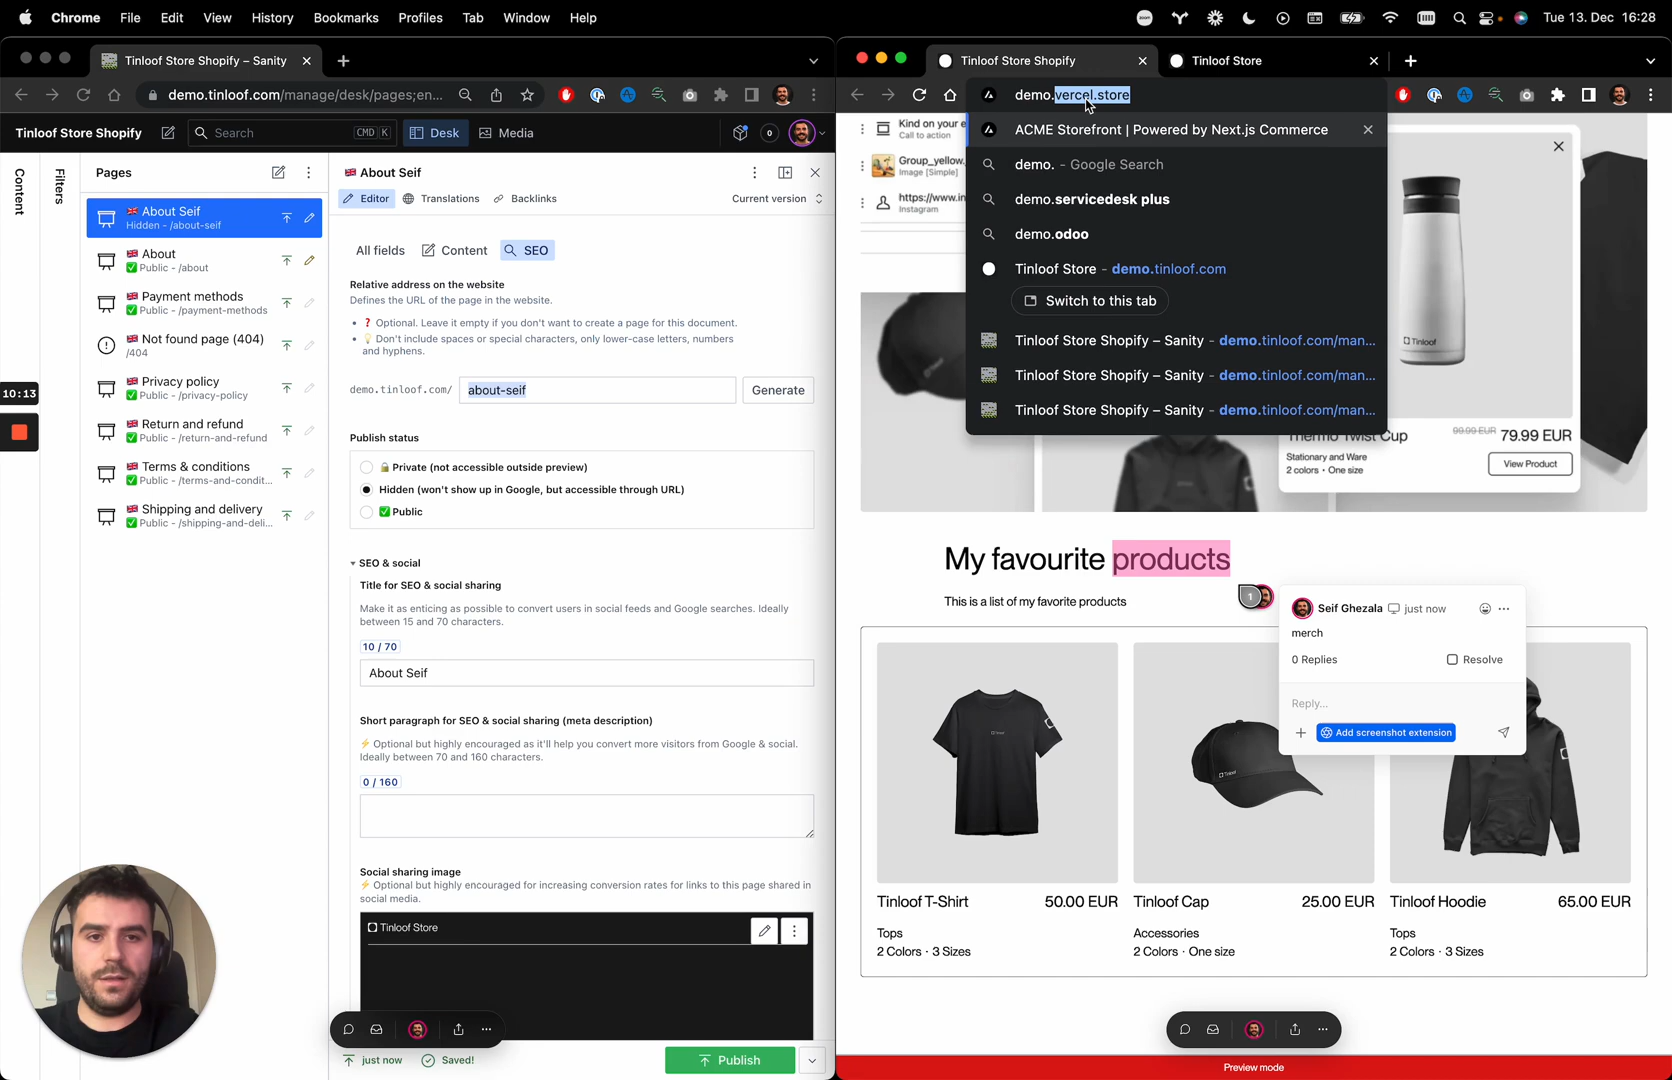 Chrome File Edit View History Bookmarks Profiles Tab Window Help
zoom
Tue 13. Dec 16:28
Tinloof Store Shopify – Sanity
demo.tinloof.com/manage/desk/pages;en...
Tinloof Store Shopify
Search
CMD K
Desk
Media
0
Content
Filters
Pages
🇬🇧 About Seif
Hidden - /about-seif
🇬🇧 About
✅ Public - /about
🇬🇧 Payment methods
✅ Public - /payment-methods
🇬🇧 Not found page (404)
/404
🇬🇧 Privacy policy
✅ Public - /privacy-policy
🇬🇧 Return and refund
✅ Public - /return-and-refund
🇬🇧 Terms & conditions
✅ Public - /terms-and-condit...
🇬🇧 Shipping and delivery
✅ Public - /shipping-and-deli...
10:13
🇬🇧 About Seif
Editor
Translations
Backlinks
Current version
All fields
Content
SEO
Relative address on the website
Defines the URL of the page in the website.
• ❓ Optional. Leave it empty if you don't want to create a page for this document.
• 💡 Don't include spaces or special characters, only lower-case letters, numbers
and hyphens.
demo.tinloof.com/
about-seif
Generate
Publish status
🔒 Private (not accessible outside preview)
Hidden (won't show up in Google, but accessible through URL)
✅ Public
SEO & social
Title for SEO & social sharing
Make it as enticing as possible to convert users in social feeds and Google searches. Ideally
between 15 and 70 characters.
10 / 70
About Seif
Short paragraph for SEO & social sharing (meta description)
⚡ Optional but highly encouraged as it'll help you convert more visitors from Google & social.
Ideally between 70 and 160 characters.
0 / 160
Social sharing image
⚡ Optional but highly encouraged for increasing conversion rates for links to this page shared in
social media.
Tinloof Store
just now
Saved!
Publish
Tinloof Store Shopify
Tinloof Store
demo.vercel.store
ACME Storefront | Powered by Next.js Commerce
demo. - Google Search
demo.servicedesk plus
demo.odoo
Tinloof Store - demo.tinloof.com
Switch to this tab
Tinloof Store Shopify – Sanity - demo.tinloof.com/man...
Tinloof Store Shopify – Sanity - demo.tinloof.com/man...
Tinloof Store Shopify – Sanity - demo.tinloof.com/man...
Kind on your e
Call to action
Group_yellow.
Image [Simple]
https://www.in
Instagram
Tinloof
Thermo Twist Cup
99.99 EUR 79.99 EUR
Stationary and Ware
2 colors • One size
View Product
My favourite products
This is a list of my favorite products
1
Seif Ghezala
just now
merch
0 Replies
Resolve
Reply...
Add screenshot extension
Tinloof
Tinloof T-Shirt 50.00 EUR
Tops
2 Colors · 3 Sizes
Tinloof Cap 25.00 EUR
Accessories
2 Colors · One size
Tinloof Hoodie 65.00 EUR
Tops
2 Colors · 3 Sizes
Preview mode